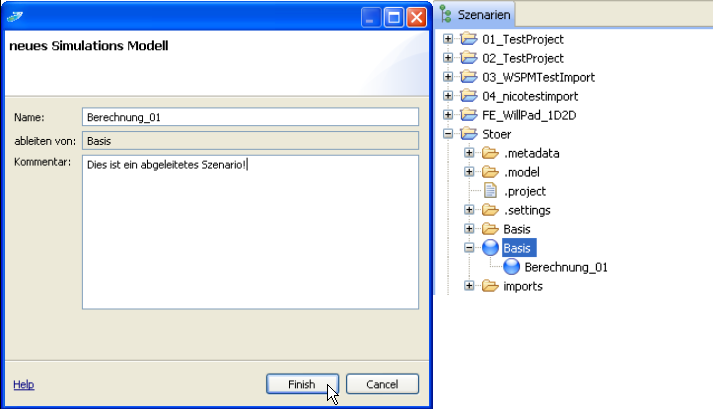 neues Simulations Modell
Name: Berechnung_01
ableiten von: Basis
Kommentar: Dies ist ein abgeleitetes Szenario!
Help
Finish
Cancel
Szenarien
01_TestProject
02_TestProject
03_WSPMTestImport
04_nicotestimport
FE_WillPad_1D2D
Stoer
.metadata
.model
.project
.settings
Basis
Basis
Berechnung_01
imports